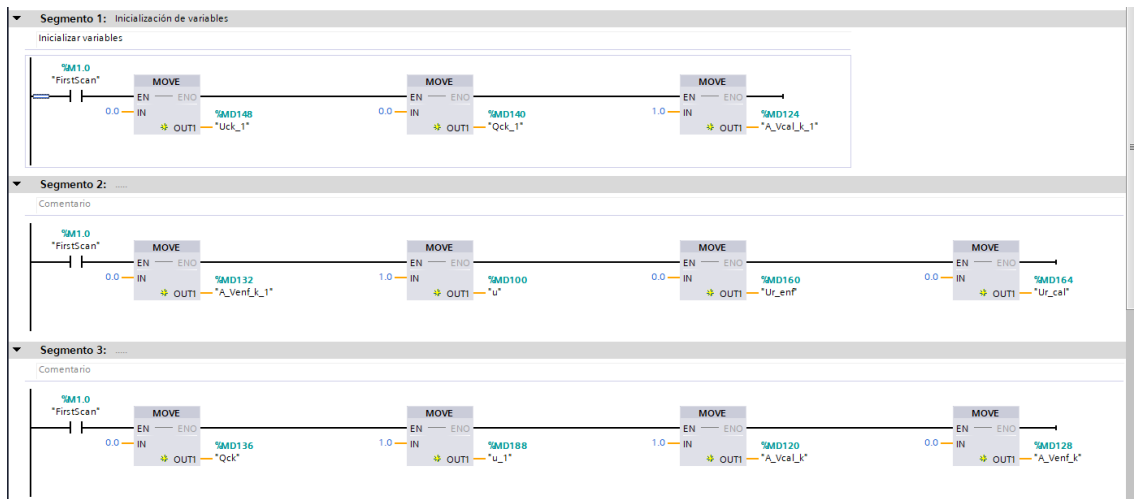 Segmento 1: Inicialización de variables
Inicializar variables
%M1.0
"FirstScan" MOVE MOVE MOVE
EN ENO EN ENO EN ENO
0.0 IN %MD148 0.0 IN %MD140 1.0 IN %MD124
OUT1 "Uck_1" OUT1 "Qck_1" OUT1 "A_Vcal_k_1"
Segmento 2: .....
Comentario
%M1.0
"FirstScan" MOVE MOVE MOVE MOVE
EN ENO EN ENO EN ENO EN ENO
0.0 IN %MD132 1.0 IN %MD100 0.0 IN %MD160 0.0 IN %MD164
OUT1 "A_Venf_k_1" OUT1 "u" OUT1 "Ur_enf" OUT1 "Ur_cal"
Segmento 3: .....
Comentario
%M1.0
"FirstScan" MOVE MOVE MOVE MOVE
EN ENO EN ENO EN ENO EN ENO
0.0 IN %MD136 1.0 IN %MD188 1.0 IN %MD120 0.0 IN %MD128
OUT1 "Qck" OUT1 "u_1" OUT1 "A_Vcal_k" OUT1 "A_Venf_k"